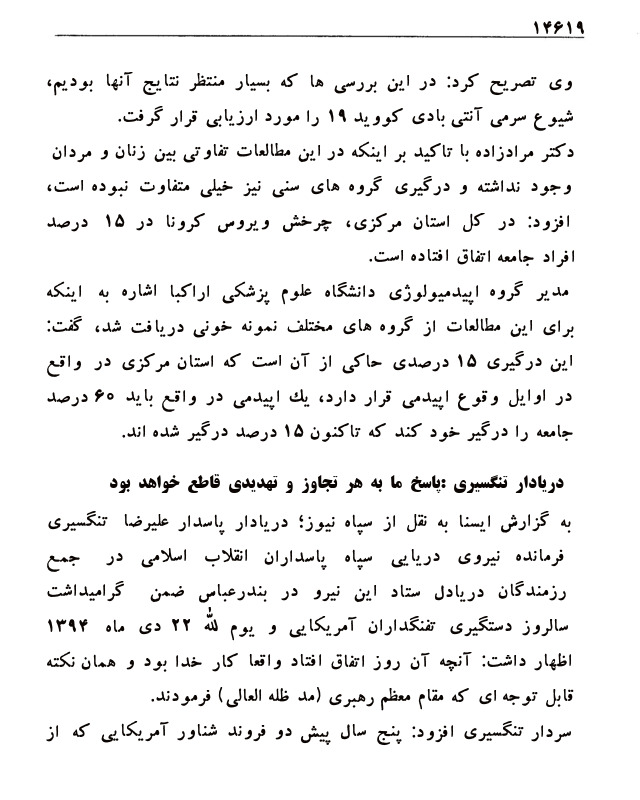 ۱۴۶۱۹
وی تصریح کرد: در این بررسی ها که بسیار منتظر نتایج آنها بودیم،
شیوع سرمی آنتی بادی کووید ۱۹ را مورد ارزیابی قرار گرفت.
دکتر مرادزاده با تاکید بر اینکه در این مطالعات تفاوتی بین زنان و مردان
وجود نداشته و درگیری گروه های سنی نیز خیلی متفاوت نبوده است،
افزود: در کل استان مرکزی، چرخش ویروس کرونا در ۱۵ درصد
افراد جامعه اتفاق افتاده است.
مدیر گروه اپیدمیولوژی دانشگاه علوم پزشکی اراکبا اشاره به اینکه
برای این مطالعات از گروه های مختلف نمونه خونی دریافت شد، گفت:
این درگیری ۱۵ درصدی حاکی از آن است که استان مرکزی در واقع
در اوایل وقوع اپیدمی قرار دارد، یك اپیدمی در واقع باید ۶۰ درصد
جامعه را درگیر خود کند که تاکنون ۱۵ درصد درگیر شده اند.
دریادار تنگسیری :پاسخ ما به هر تجاوز و تهدیدی قاطع خواهد بود
به گزارش ایسنا به نقل از سپاه نیوز؛ دریادار پاسدار علیرضا تنگسیری
فرمانده نیروی دریایی سپاه پاسداران انقلاب اسلامی در جمع
رزمندگان دریادل ستاد این نیرو در بندرعباس ضمن گرامیداشت
سالروز دستگیری تفنگداران آمریکایی و یوم لله ۲۲ دی ماه ۱۳۹۴
اظهار داشت: آنچه آن روز اتفاق افتاد واقعا کار خدا بود و همان نکته
قابل توجه ای که مقام معظم رهبری (مد ظله العالی) فرمودند.
سردار تنگسیری افزود: پنج سال پیش دو فروند شناور آمریکایی که از